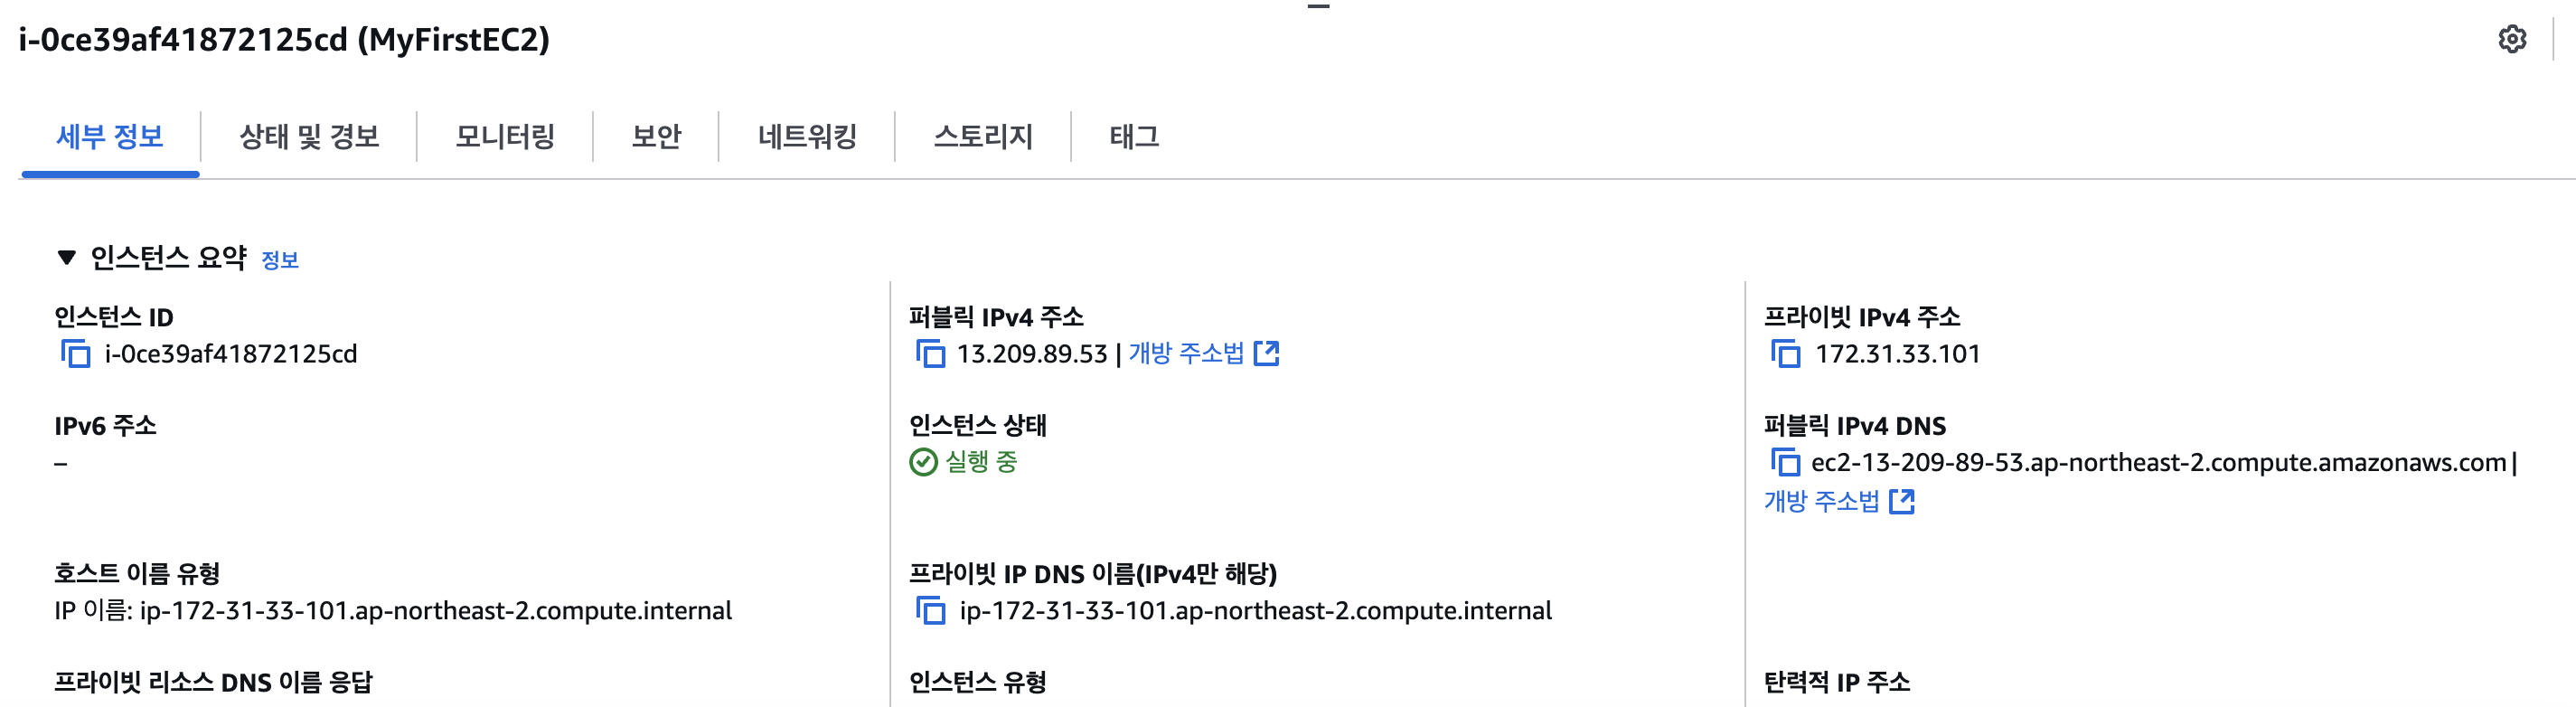 i-0ce39af41872125cd (MyFirstEC2)
세부 정보
상태 및 경보
모니터링
보안
네트워킹
스토리지
태그
▼ 인스턴스 요약 정보
인스턴스 ID
i-0ce39af41872125cd
퍼블릭 IPv4 주소
13.209.89.53 | 개방 주소법
프라이빗 IPv4 주소
172.31.33.101
IPv6 주소
–
인스턴스 상태
실행 중
퍼블릭 IPv4 DNS
ec2-13-209-89-53.ap-northeast-2.compute.amazonaws.com |
개방 주소법
호스트 이름 유형
IP 이름: ip-172-31-33-101.ap-northeast-2.compute.internal
프라이빗 IP DNS 이름(IPv4만 해당)
ip-172-31-33-101.ap-northeast-2.compute.internal
프라이빗 리소스 DNS 이름 응답
인스턴스 유형
탄력적 IP 주소